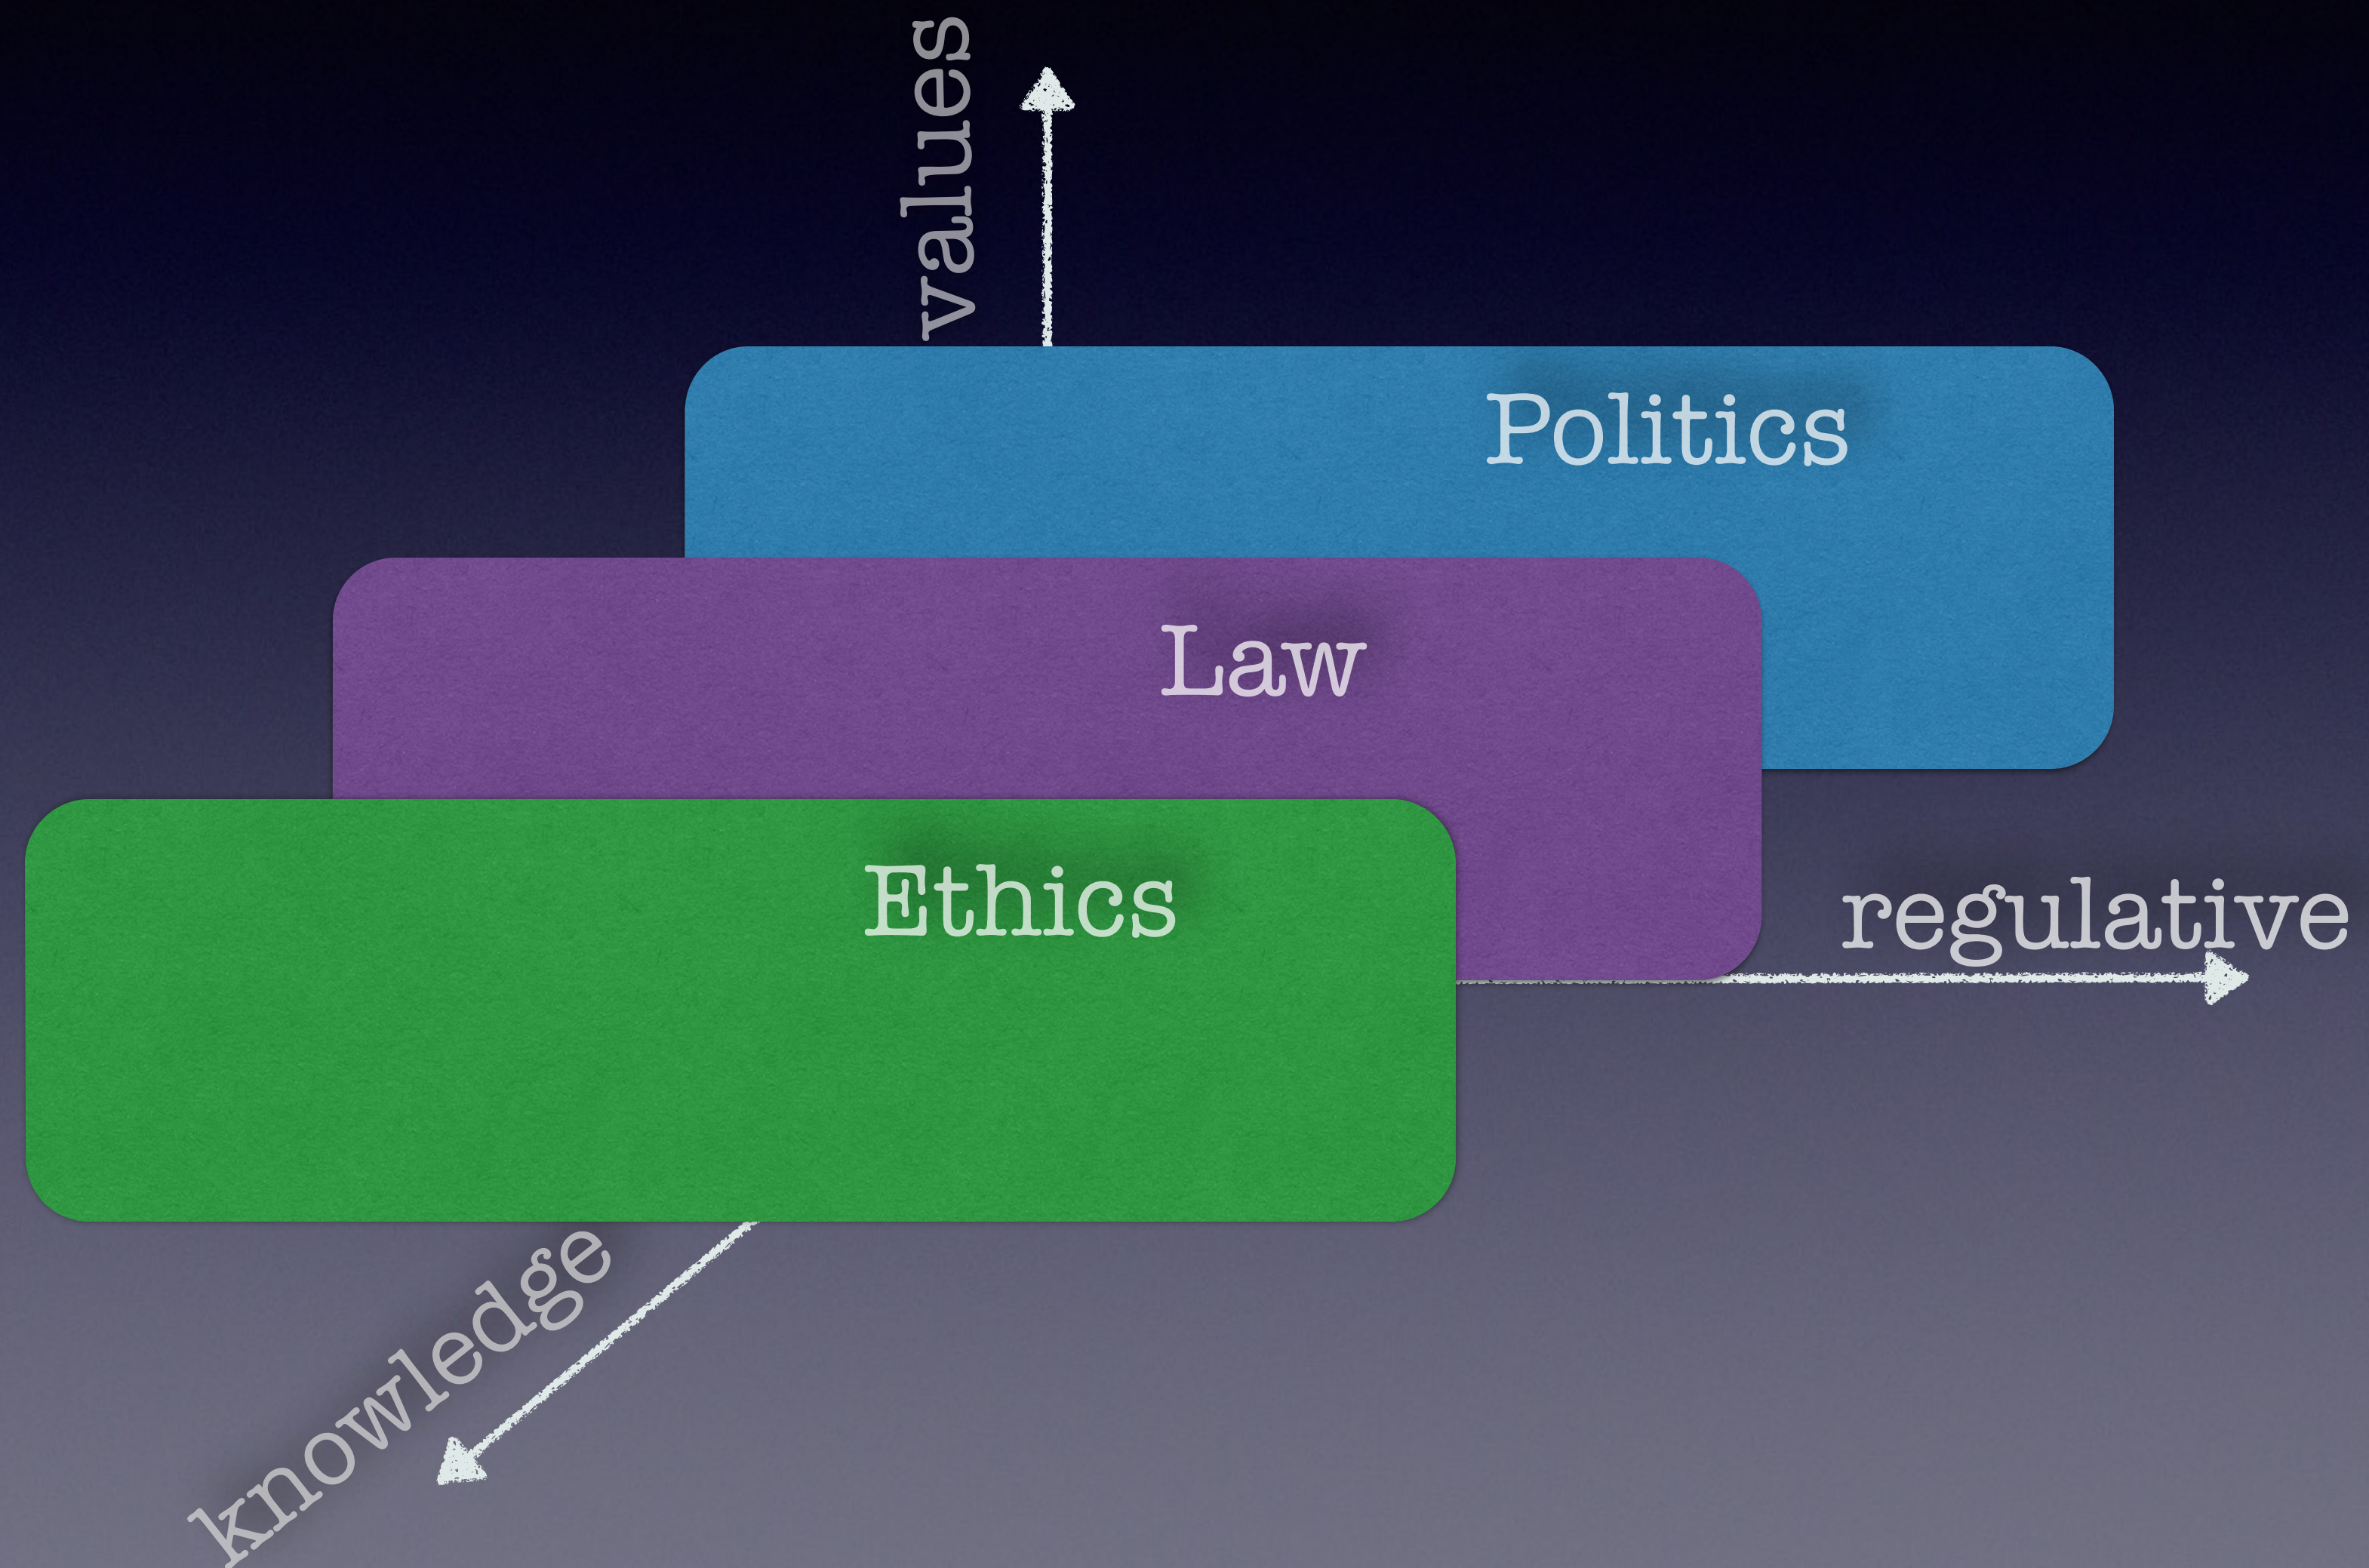 values
Politics
Law
Ethics
regulative
knowledge